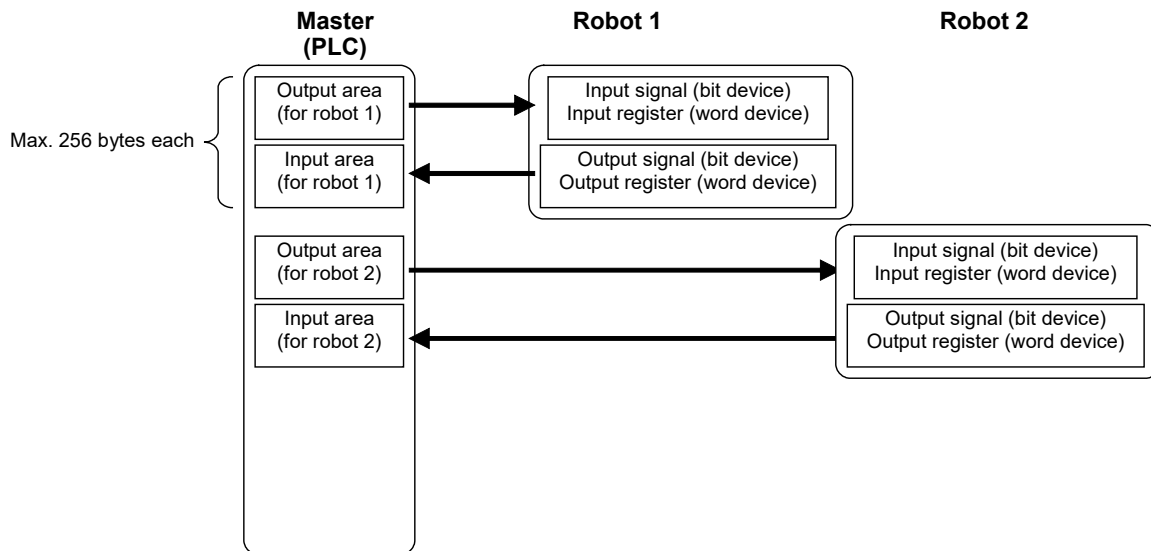 Master
(PLC)
Robot 1
Robot 2
Max. 256 bytes each
Output area
(for robot 1)
Input signal (bit device)
Input register (word device)
Input area
(for robot 1)
Output signal (bit device)
Output register (word device)
Output area
(for robot 2)
Input signal (bit device)
Input register (word device)
Input area
(for robot 2)
Output signal (bit device)
Output register (word device)